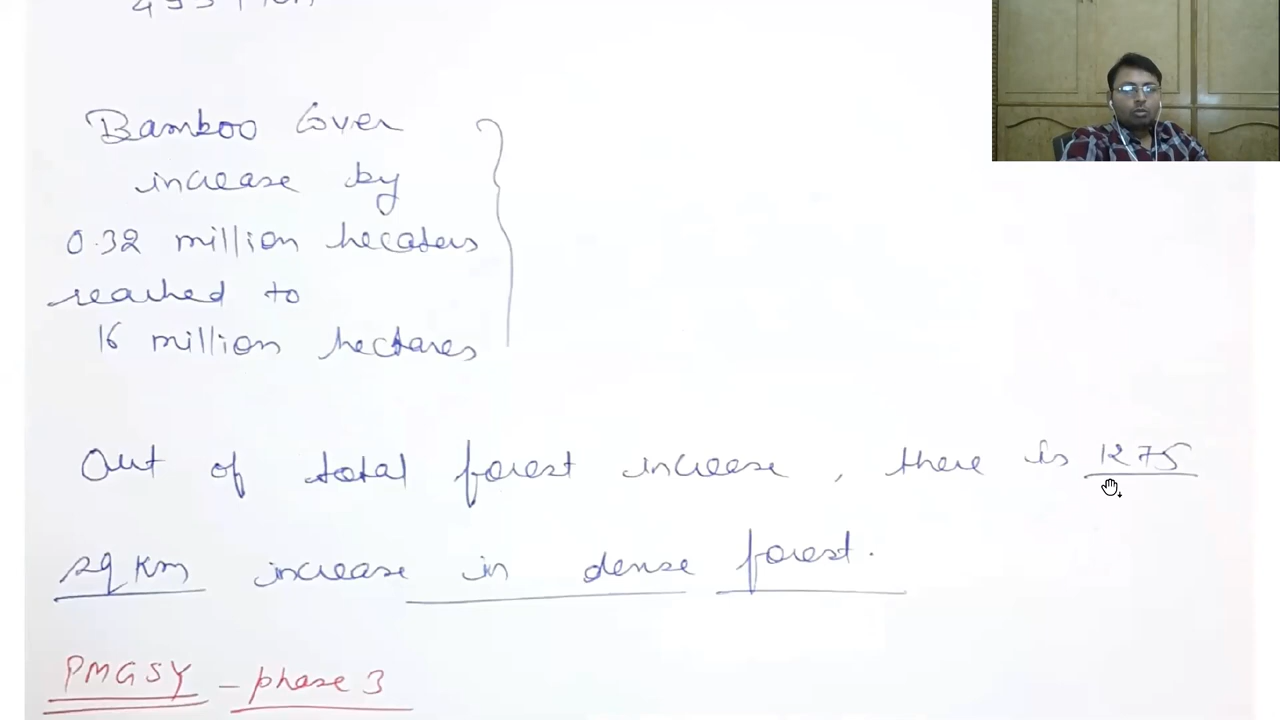 Bamboo Cover
increase by
0.32 million hecaters
reached to
16 million hectares
Out of total forest increase, there is 1275
sq km increase in dense forest.
PMGSY - phase 3